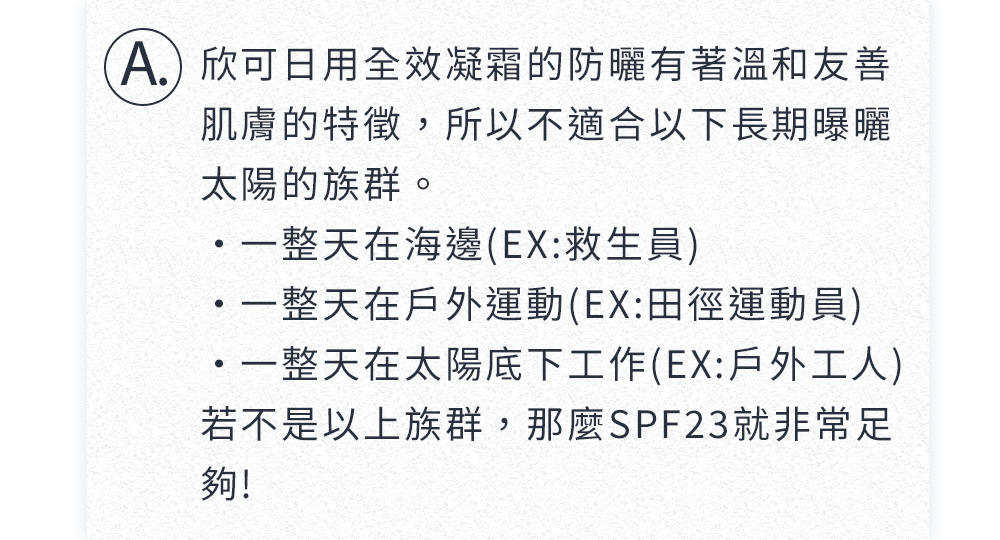 A. 欣可日用全效凝霜的防曬有著溫和友善
肌膚的特徵，所以不適合以下長期曝曬
太陽的族群。
・一整天在海邊(EX:救生員)
・一整天在戶外運動(EX:田徑運動員)
・一整天在太陽底下工作(EX:戶外工人)
若不是以上族群，那麼SPF23就非常足
夠!